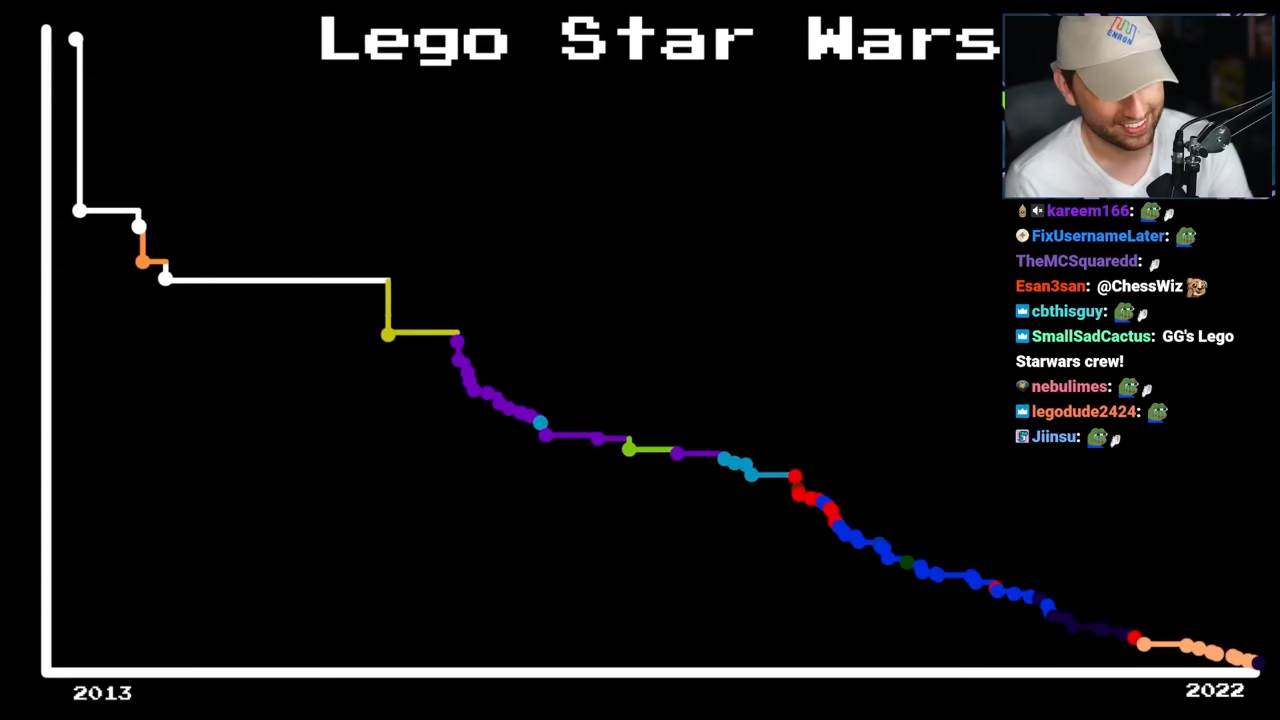 Lego Star Wars
ENRON
kareem166:
FixUsernameLater:
TheMCSquaredd:
Esan3san: @ChessWiz
cbthisguy:
SmallSadCactus: GG's Lego
Starwars crew!
nebulimes:
legodude2424:
Jiinsu:
2013
2022